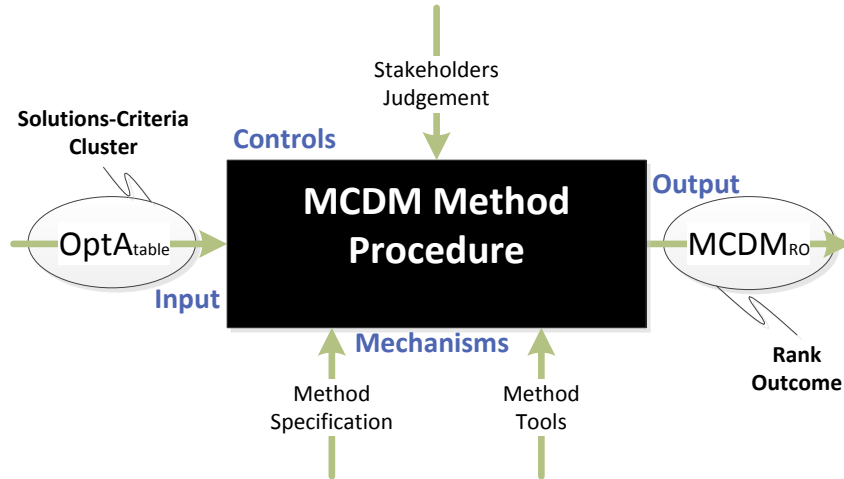 Stakeholders
Judgement
Solutions-Criteria
Cluster
Controls
MCDM Method
Procedure
Output
OptAtable
MCDMRO
Input
Mechanisms
Rank
Outcome
Method
Specification
Method
Tools